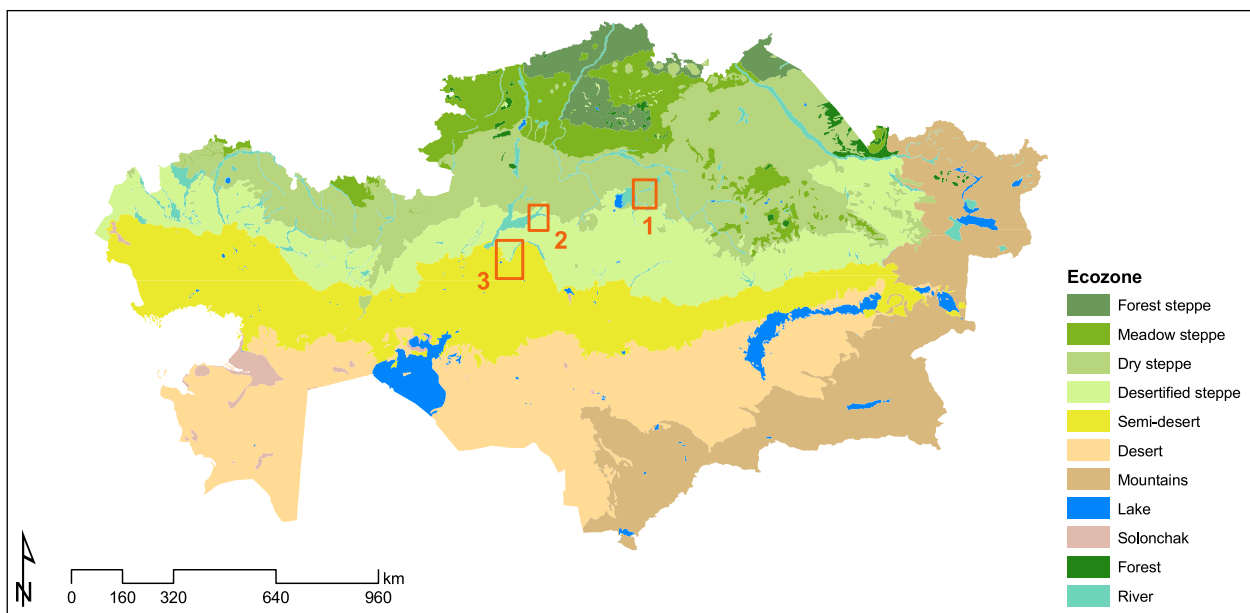 1
2
3
Ecozone
Forest steppe
Meadow steppe
Dry steppe
Desertified steppe
Semi-desert
Desert
Mountains
Lake
Solonchak
Forest
River
N
km
0 160 320 640 960